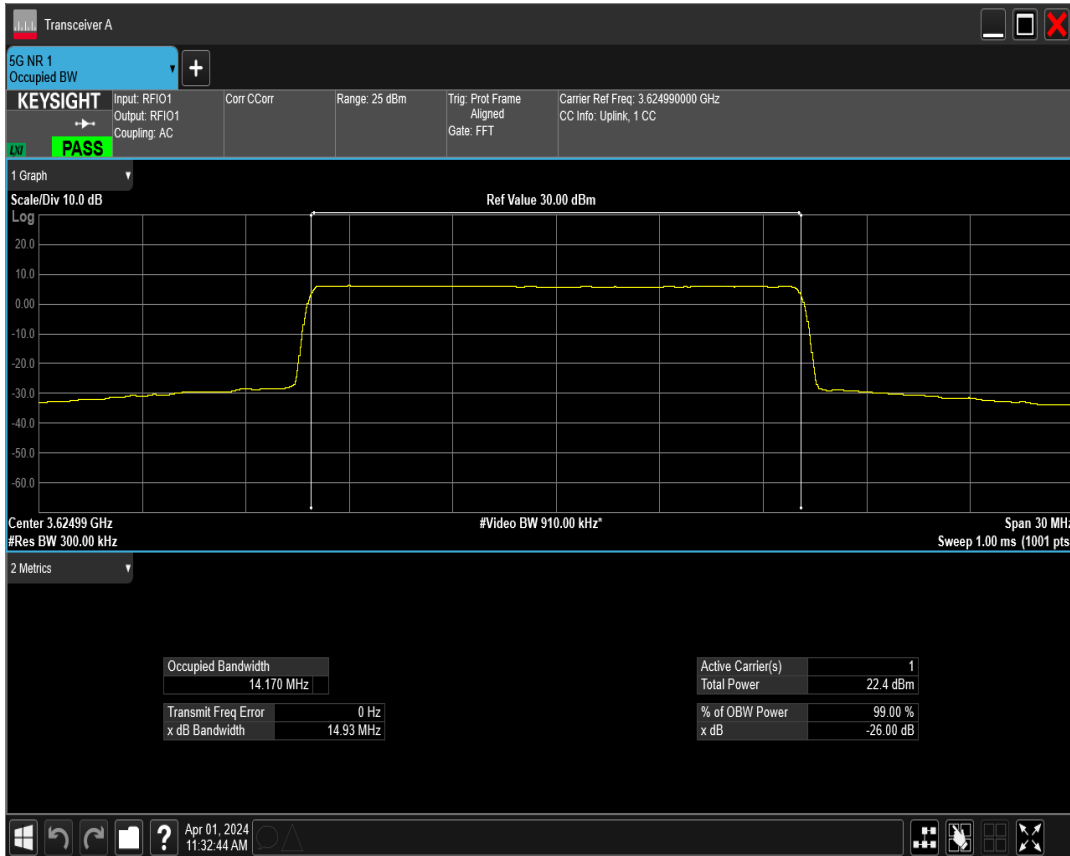 Transceiver A
5G NR 1
Occupied BW
KEYSIGHT
LXI
PASS
Input: RFIO1
Output: RFIO1
Coupling: AC
Corr CCorr
Range: 25 dBm
Trig: Prot Frame
Aligned
Gate: FFT
Carrier Ref Freq: 3.624990000 GHz
CC Info: Uplink, 1 CC
1 Graph
Scale/Div 10.0 dB
Ref Value 30.00 dBm
Log
20.0
10.0
0.00
-10.0
-20.0
-30.0
-40.0
-50.0
-60.0
Center 3.62499 GHz
#Video BW 910.00 kHz*
Span 30 MHz
#Res BW 300.00 kHz
Sweep 1.00 ms (1001 pts
2 Metrics
Occupied Bandwidth
14.170 MHz
Transmit Freq Error 0 Hz
x dB Bandwidth 14.93 MHz
Active Carrier(s) 1
Total Power 22.4 dBm
% of OBW Power 99.00 %
x dB -26.00 dB
Apr 01, 2024
11:32:44 AM